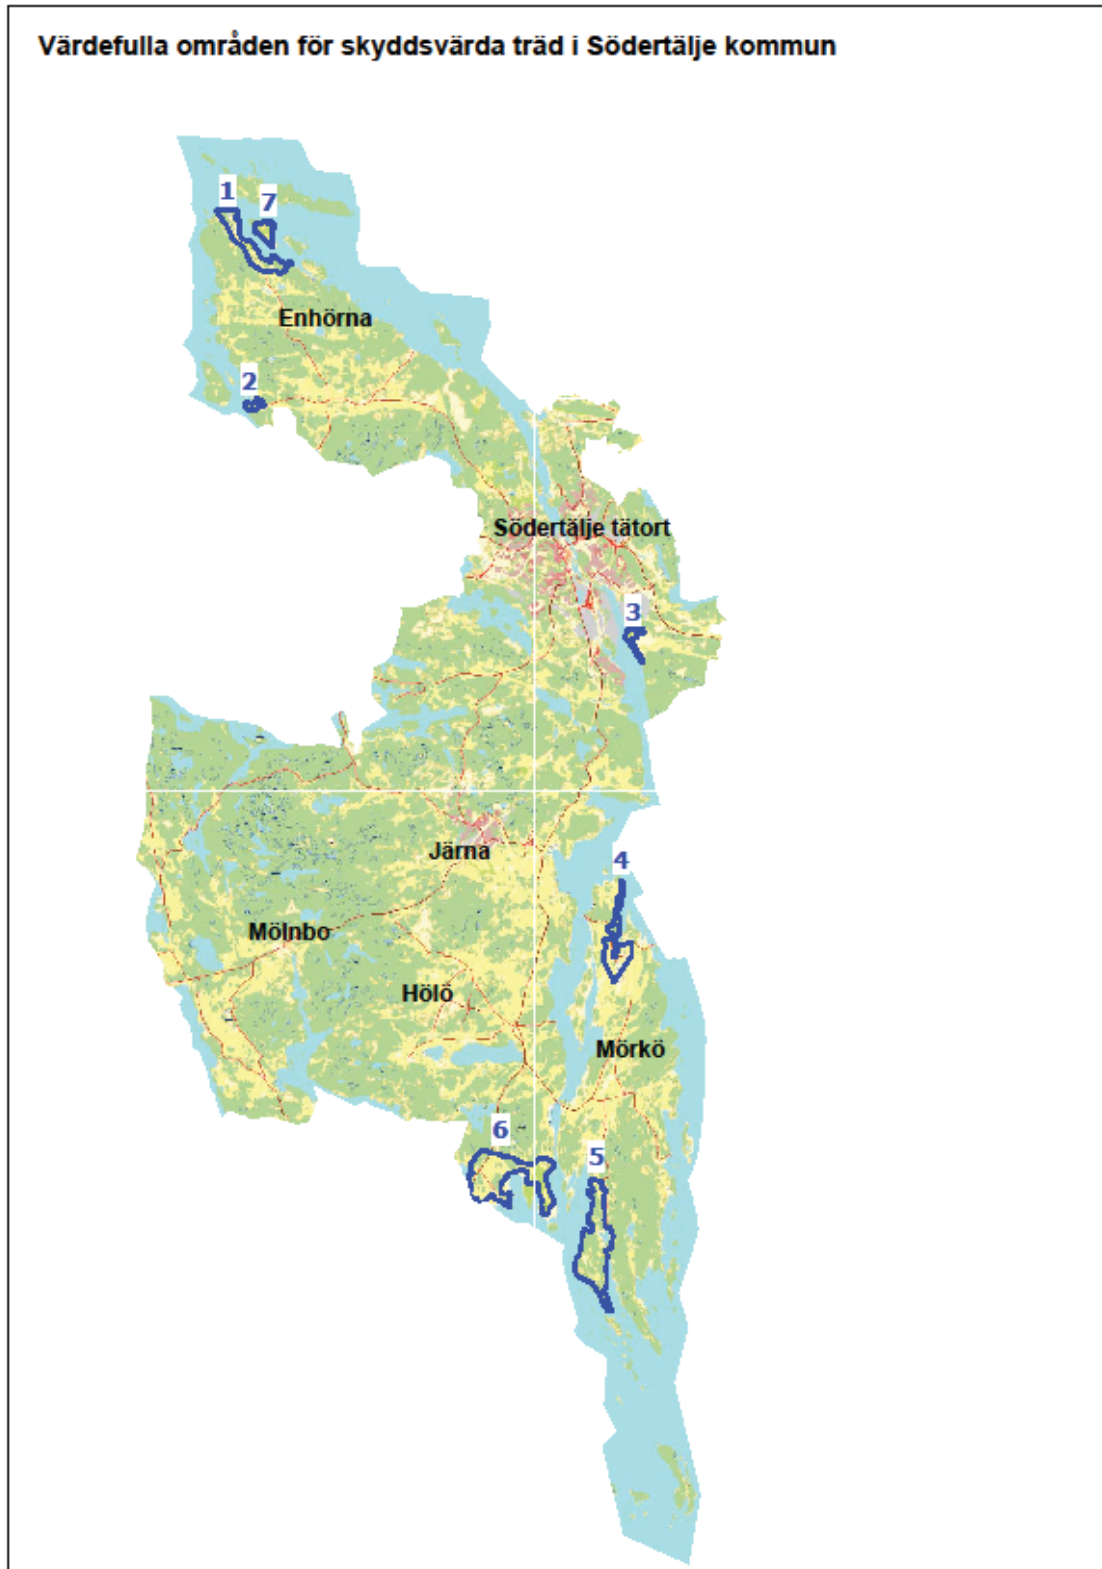 Värdefulla områden för skyddsvärda träd i Södertälje kommun
1
7
Enhörna
2
Södertälje tätort
3
Järna
4
Mölnbo
Hölö
Mörkö
6
5